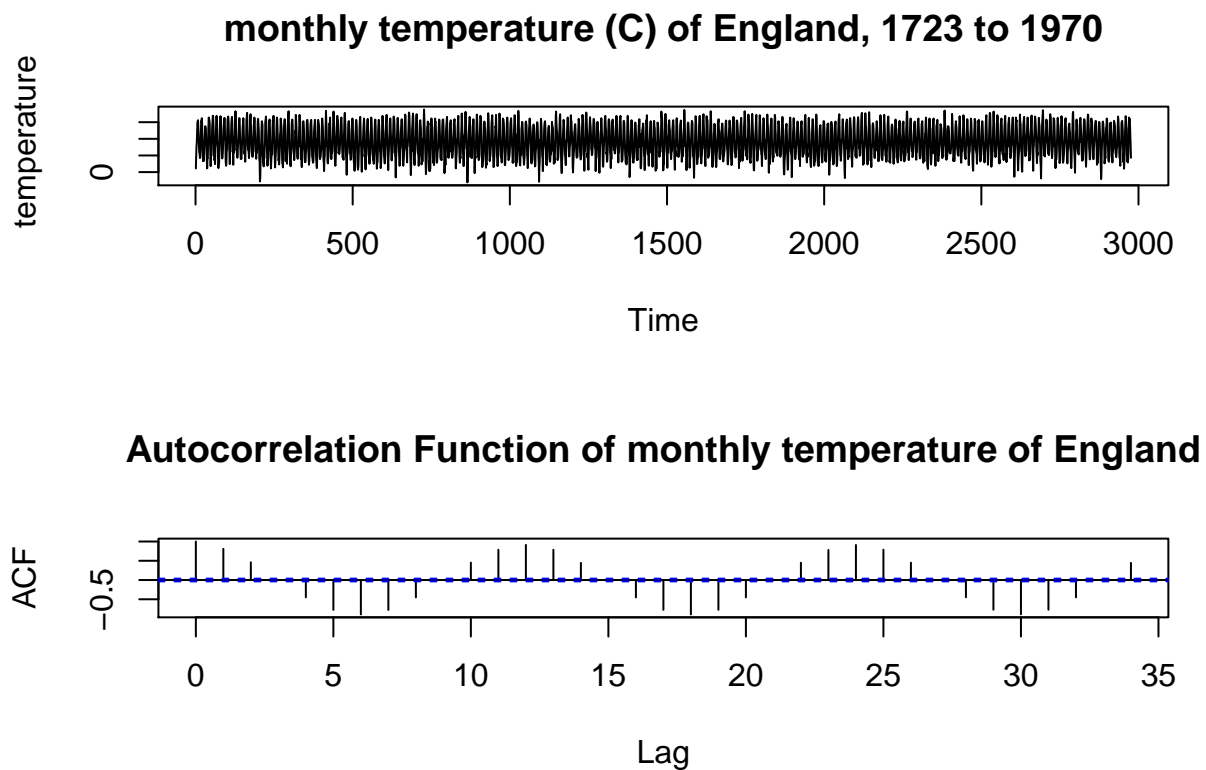 monthly temperature (C) of England, 1723 to 1970
temperature
0
0 500 1000 1500 2000 2500 3000
Time
Autocorrelation Function of monthly temperature of England
ACF
−0.5
0 5 10 15 20 25 30 35
Lag